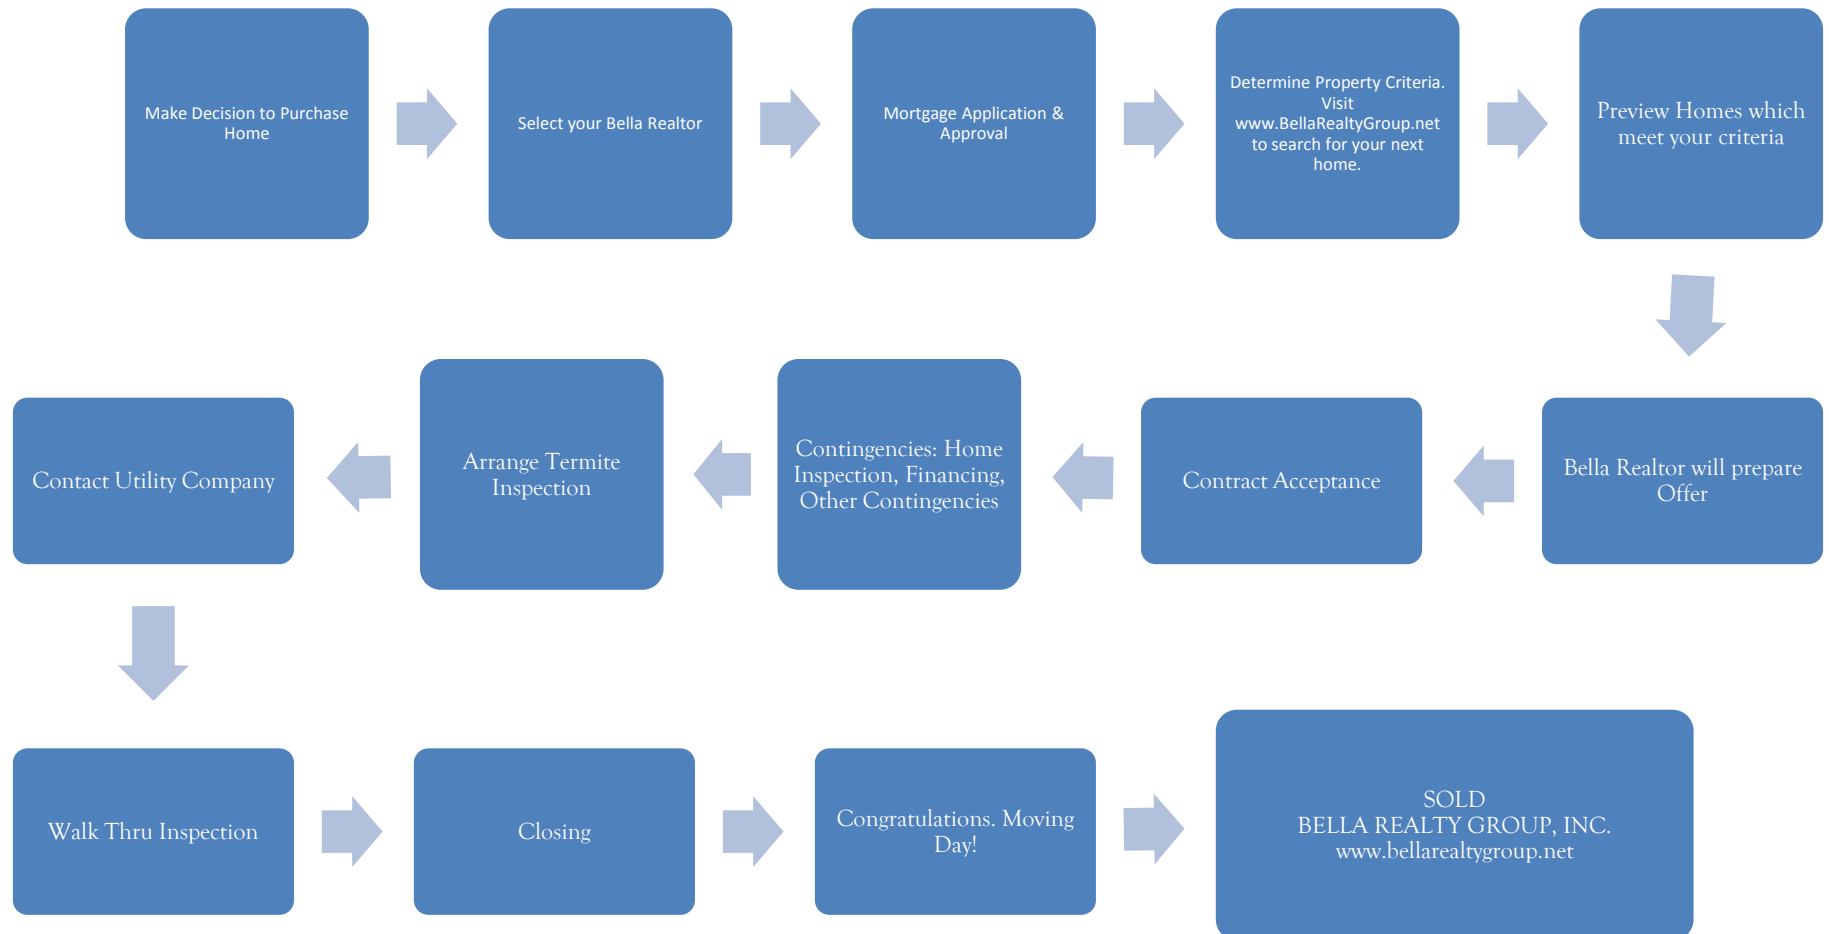 Make Decision to Purchase
Home
Select your Bella Realtor
Mortgage Application &
Approval
Determine Property Criteria.
Visit
www.BellaRealtyGroup.net
to search for your next
home.
Preview Homes which
meet your criteria
Bella Realtor will prepare
Offer
Contract Acceptance
Contingencies: Home
Inspection, Financing,
Other Contingencies
Arrange Termite
Inspection
Contact Utility Company
Walk Thru Inspection
Closing
Congratulations. Moving
Day!
SOLD
BELLA REALTY GROUP, INC.
www.bellarealtygroup.net